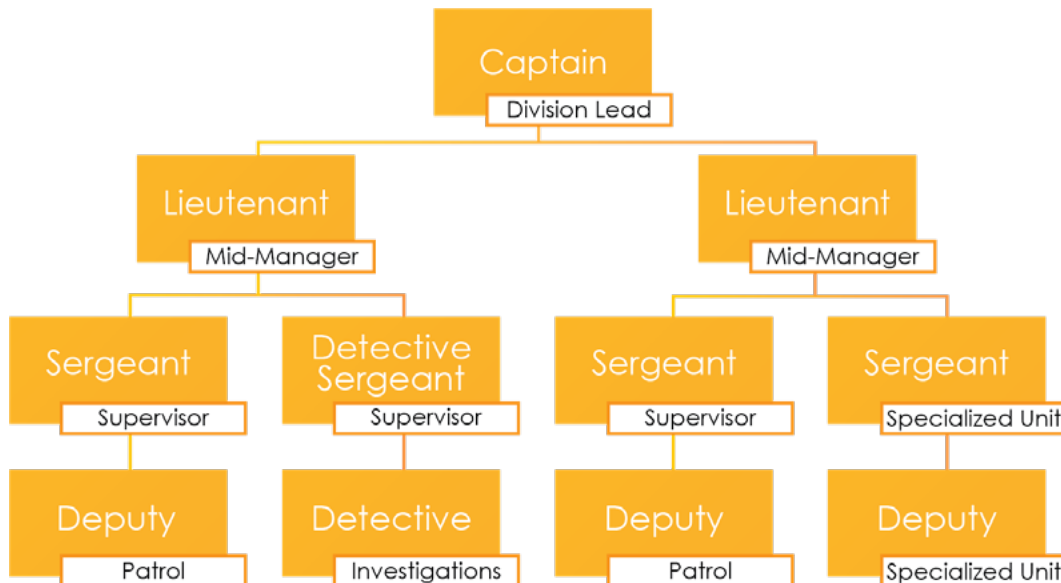 Captain
Division Lead
Lieutenant
Mid-Manager
Lieutenant
Mid-Manager
Sergeant
Supervisor
Detective
Sergeant
Supervisor
Sergeant
Supervisor
Sergeant
Specialized Unit
Deputy
Patrol
Detective
Investigations
Deputy
Patrol
Deputy
Specialized Unit